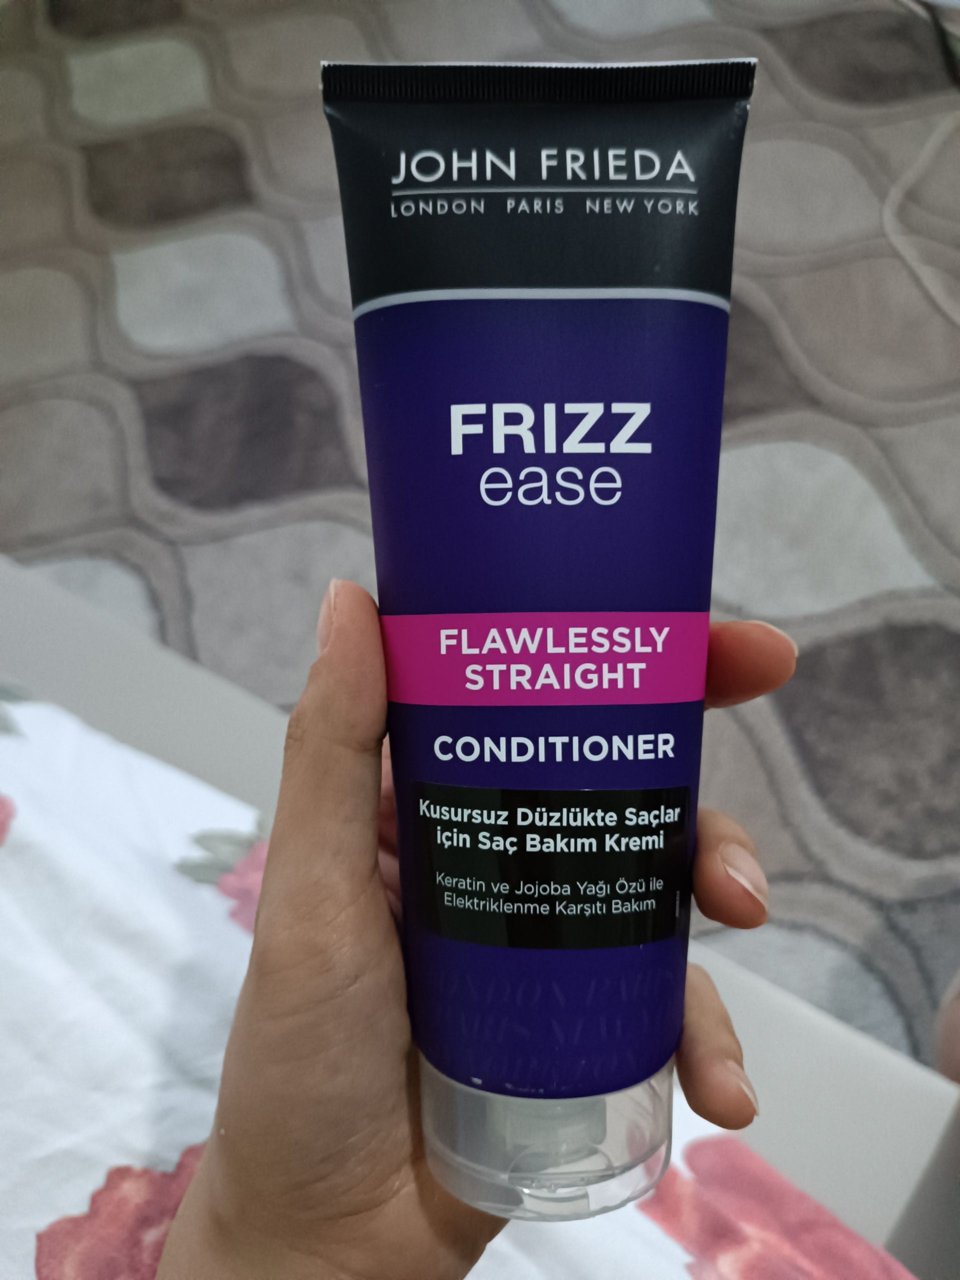 JOHN FRIEDA
LONDON PARIS NEW YORK
FRIZZ
ease
FLAWLESSLY
STRAIGHT
CONDITIONER
Kusursuz Düzlükte Saçlar
için Saç Bakım Kremi
Keratin ve Jojoba Yağı Özü ile
Elektriklenme Karşıtı Bakım